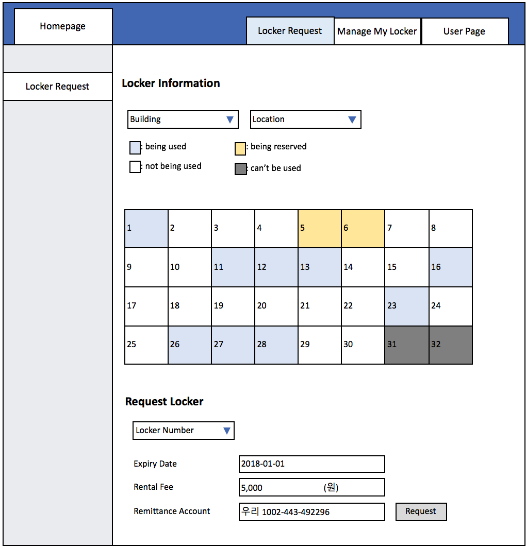 Homepage
Locker Request Manage My Locker User Page
Locker Request
Locker Information
Building Location
: being used : being reserved
: not being used : can't be used
1 2 3 4 5 6 7 8
9 10 11 12 13 14 15 16
17 18 19 20 21 22 23 24
25 26 27 28 29 30 31 32
Request Locker
Locker Number
Expiry Date 2018-01-01
Rental Fee 5,000 (원)
Remittance Account 우리 1002-443-492296 Request